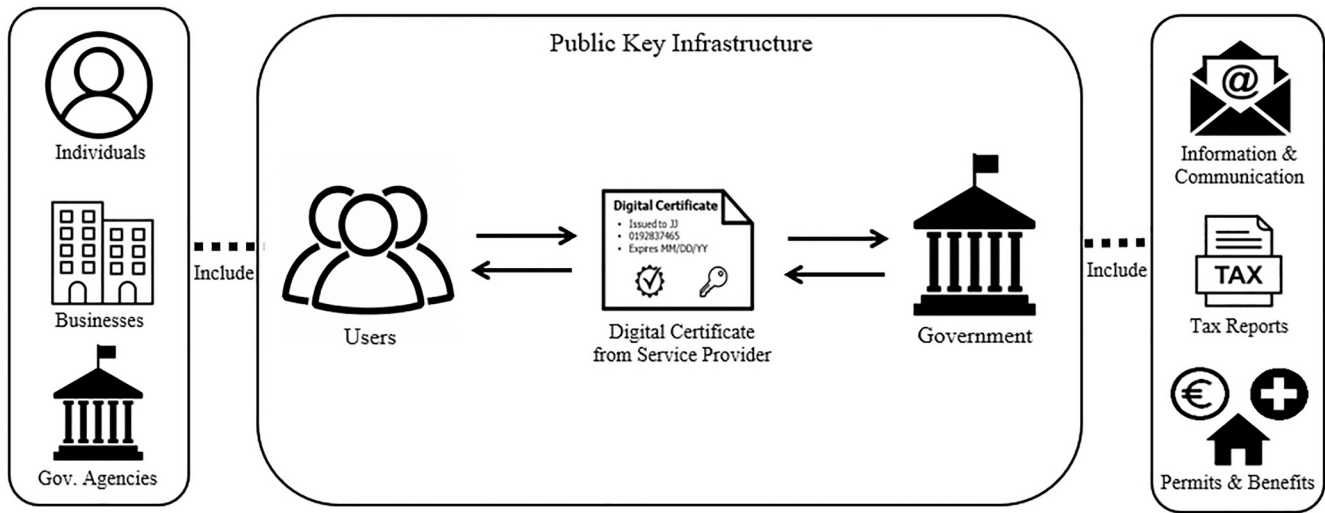 Public Key Infrastructure
Individuals
Businesses
Gov. Agencies
Include
Users
Digital Certificate
• Issued to JJ
• 0192837465
• Expres MM/DD/YY
Digital Certificate
from Service Provider
Government
Include
@
Information &
Communication
TAX
Tax Reports
€
Permits & Benefits